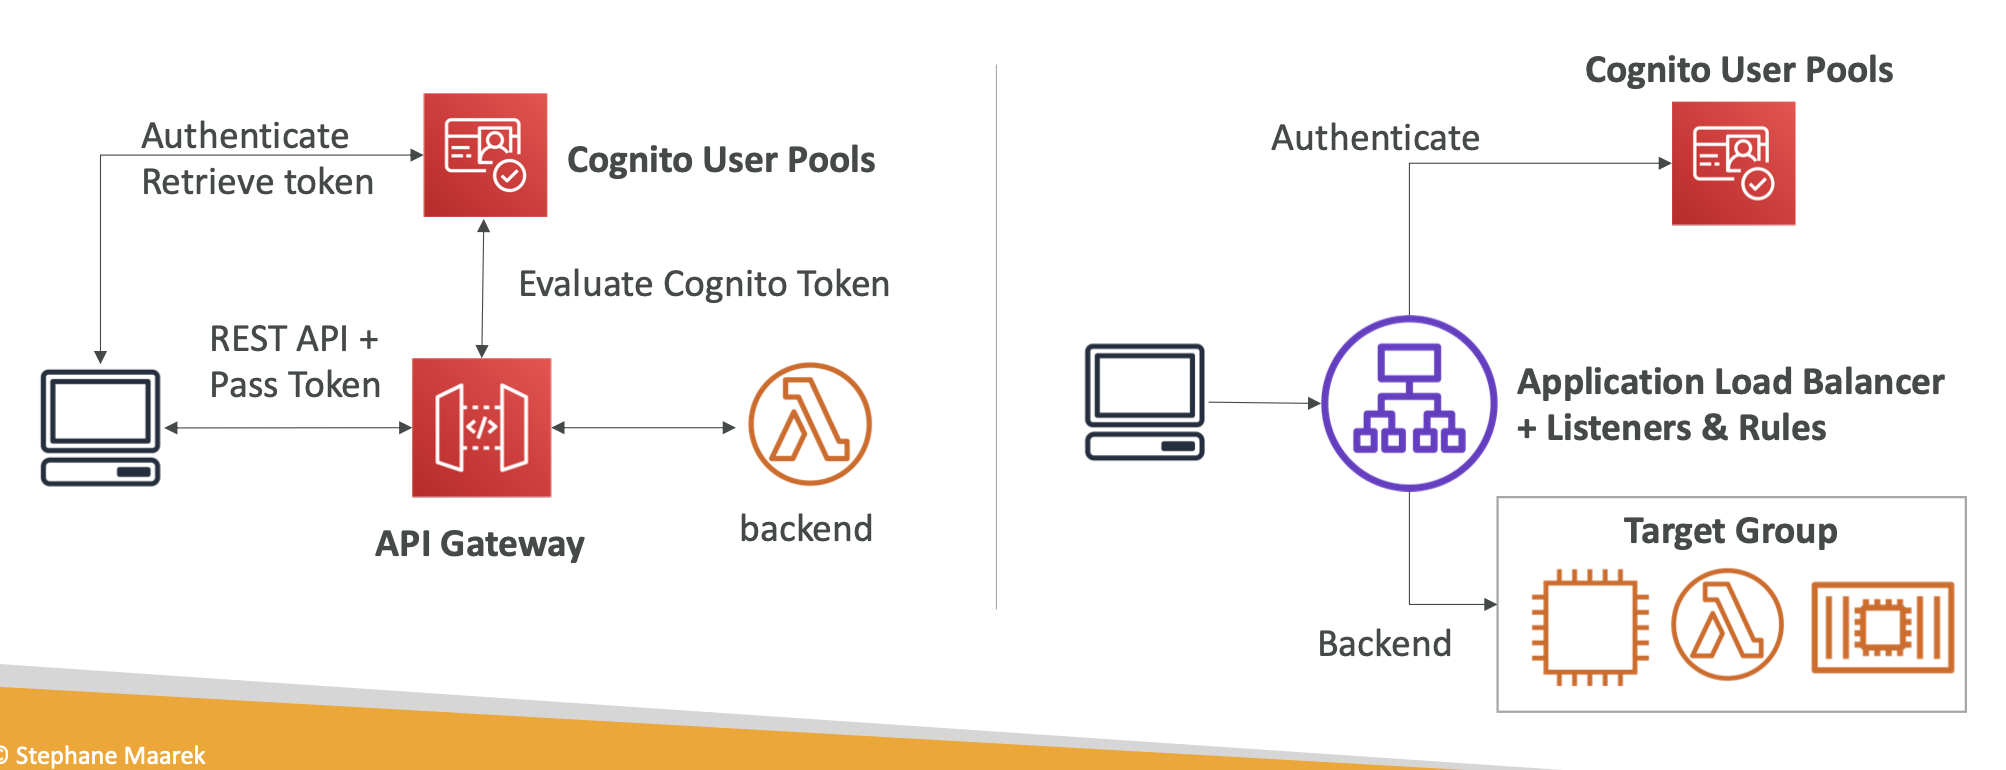 Authenticate
Retrieve token
Cognito User Pools
Evaluate Cognito Token
REST API +
Pass Token
API Gateway
backend
Cognito User Pools
Authenticate
Application Load Balancer
+ Listeners & Rules
Target Group
Backend
© Stephane Maarek